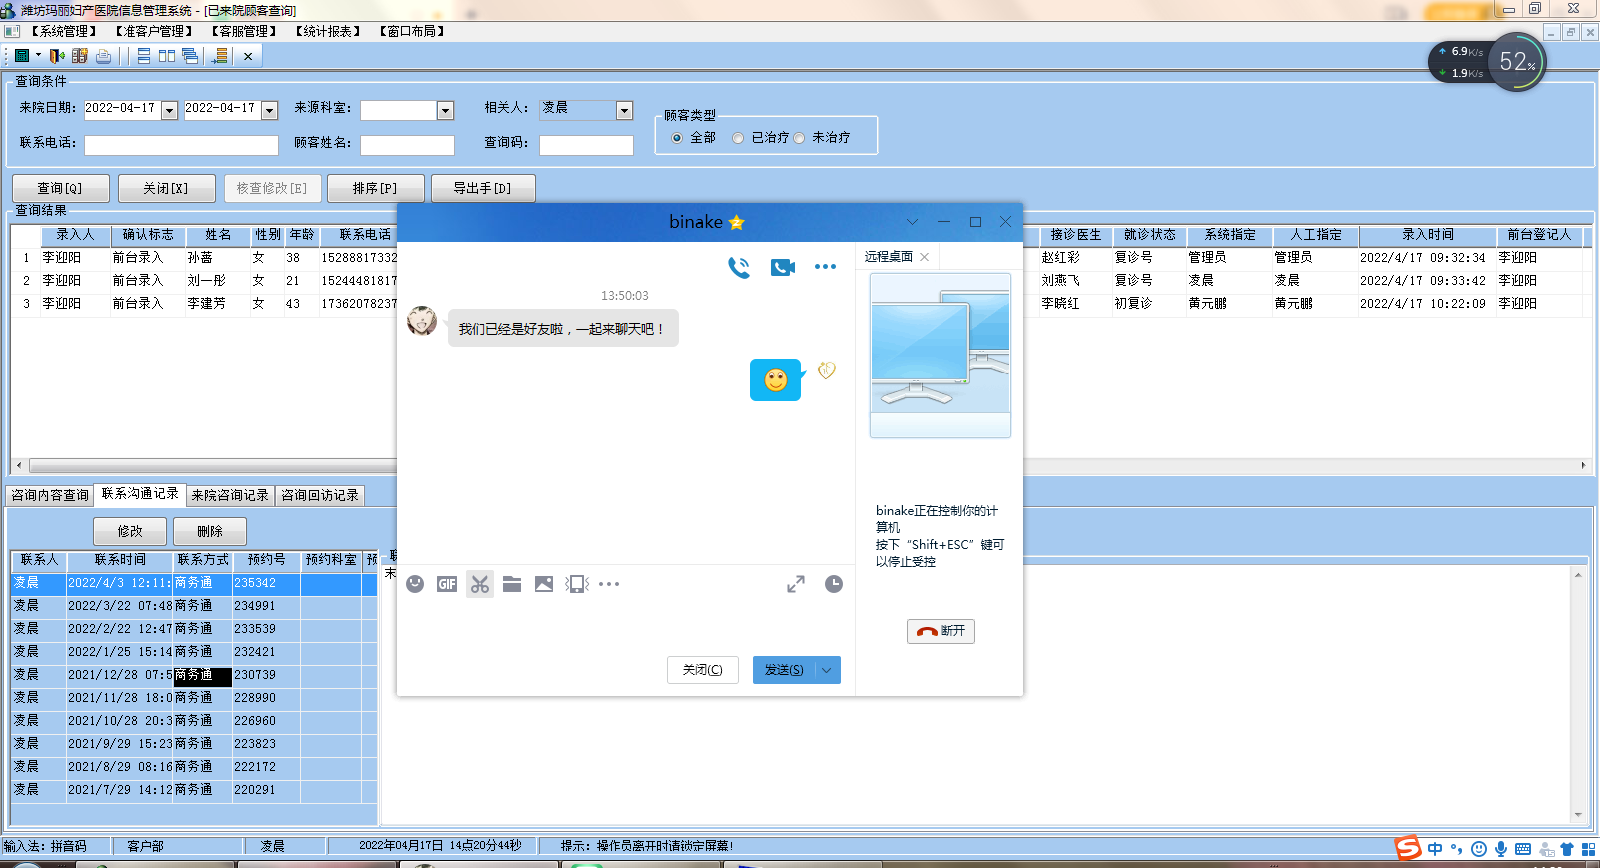 潍坊玛丽妇产医院信息管理系统 - [已来院顾客查询]
【系统管理】 【准客户管理】 【客服管理】 【统计报表】 【窗口布局】
6.9K/s
1.9K/s
52%
查询条件
来院日期: 2022-04-17 2022-04-17 来源科室: 相关人: 凌晨
顾客类型
全部 已治疗 未治疗
联系电话: 顾客姓名: 查询码:
查询[Q] 关闭[X] 核查修改[E] 排序[P] 导出手[D]
查询结果
录入人 确认标志 姓名 性别 年龄 联系电话 接诊医生 就诊状态 系统指定 人工指定 录入时间 前台登记人
1 李迎阳 前台录入 孙蔷 女 38 15288817332 赵红彩 复诊号 管理员 管理员 2022/4/17 09:32:34 李迎阳
2 李迎阳 前台录入 刘一彤 女 21 15244481817 刘燕飞 复诊号 凌晨 凌晨 2022/4/17 09:33:42 李迎阳
3 李迎阳 前台录入 李建芳 女 43 1736207823? 李晓红 初复诊 黄元鹏 黄元鹏 2022/4/17 10:22:09 李迎阳
binake
远程桌面
13:50:03
我们已经是好友啦，一起来聊天吧！
binake正在控制你的计
算机
按下“Shift+ESC”键可
以停止受控
断开
GIF
关闭(C) 发送(S)
咨询内容查询 联系沟通记录 来院咨询记录 咨询回访记录
修改 删除
联系人 联系时间 联系方式 预约号 预约科室 预
凌晨 2022/4/3 12:11: 商务通 235342
凌晨 2022/3/22 07:48 商务通 234991
凌晨 2022/2/22 12:47 商务通 233539
凌晨 2022/1/25 15:14 商务通 232421
凌晨 2021/12/28 07:5 商务通 230739
凌晨 2021/11/28 18:0 商务通 228990
凌晨 2021/10/28 20:3 商务通 226960
凌晨 2021/9/29 15:23 商务通 223823
凌晨 2021/8/29 08:16 商务通 222172
凌晨 2021/7/29 14:12 商务通 220291
末
输入法: 拼音码 客户部 凌晨 2022年04月17日 14点20分44秒 提示: 操作员离开时请锁定屏幕!
中